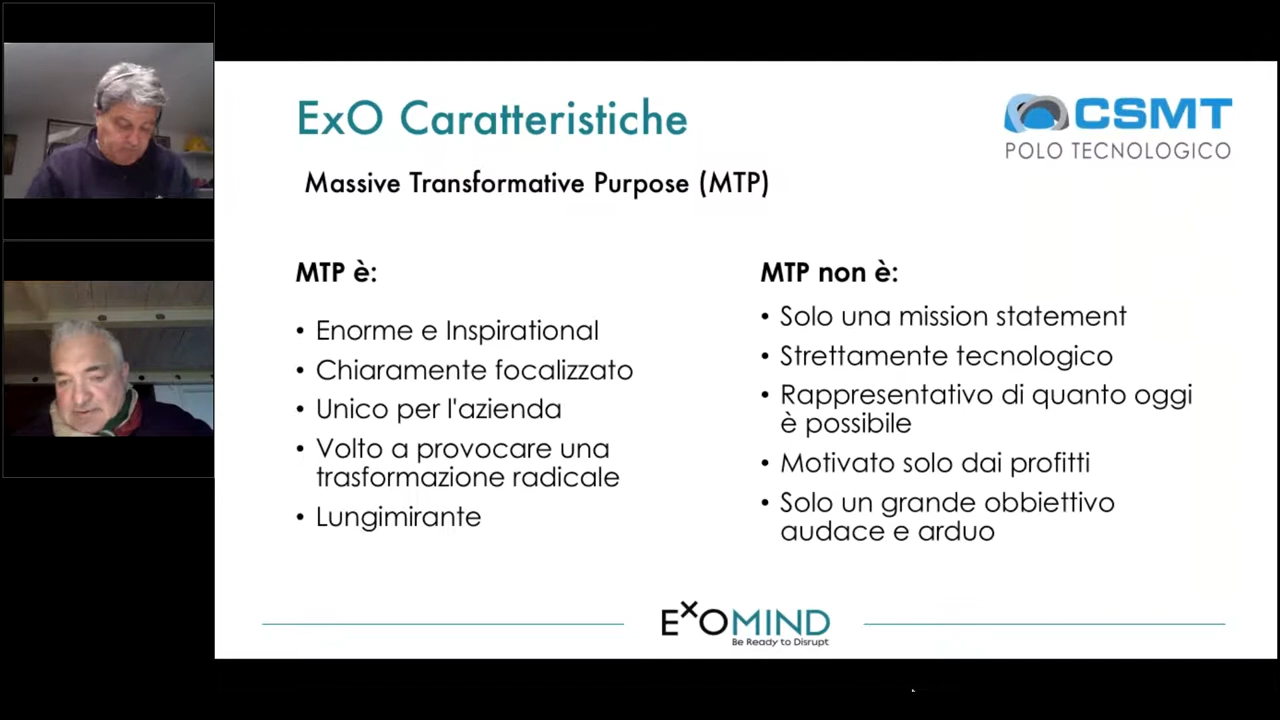 ExO Caratteristiche
CSMT
POLO TECNOLOGICO
Massive Transformative Purpose (MTP)
MTP è:
• Enorme e Inspirational
• Chiaramente focalizzato
• Unico per l'azienda
• Volto a provocare una
trasformazione radicale
• Lungimirante
MTP non è:
• Solo una mission statement
• Strettamente tecnologico
• Rappresentativo di quanto oggi
è possibile
• Motivato solo dai profitti
• Solo un grande obbiettivo
audace e arduo
EXOMIND
Be Ready to Disrupt